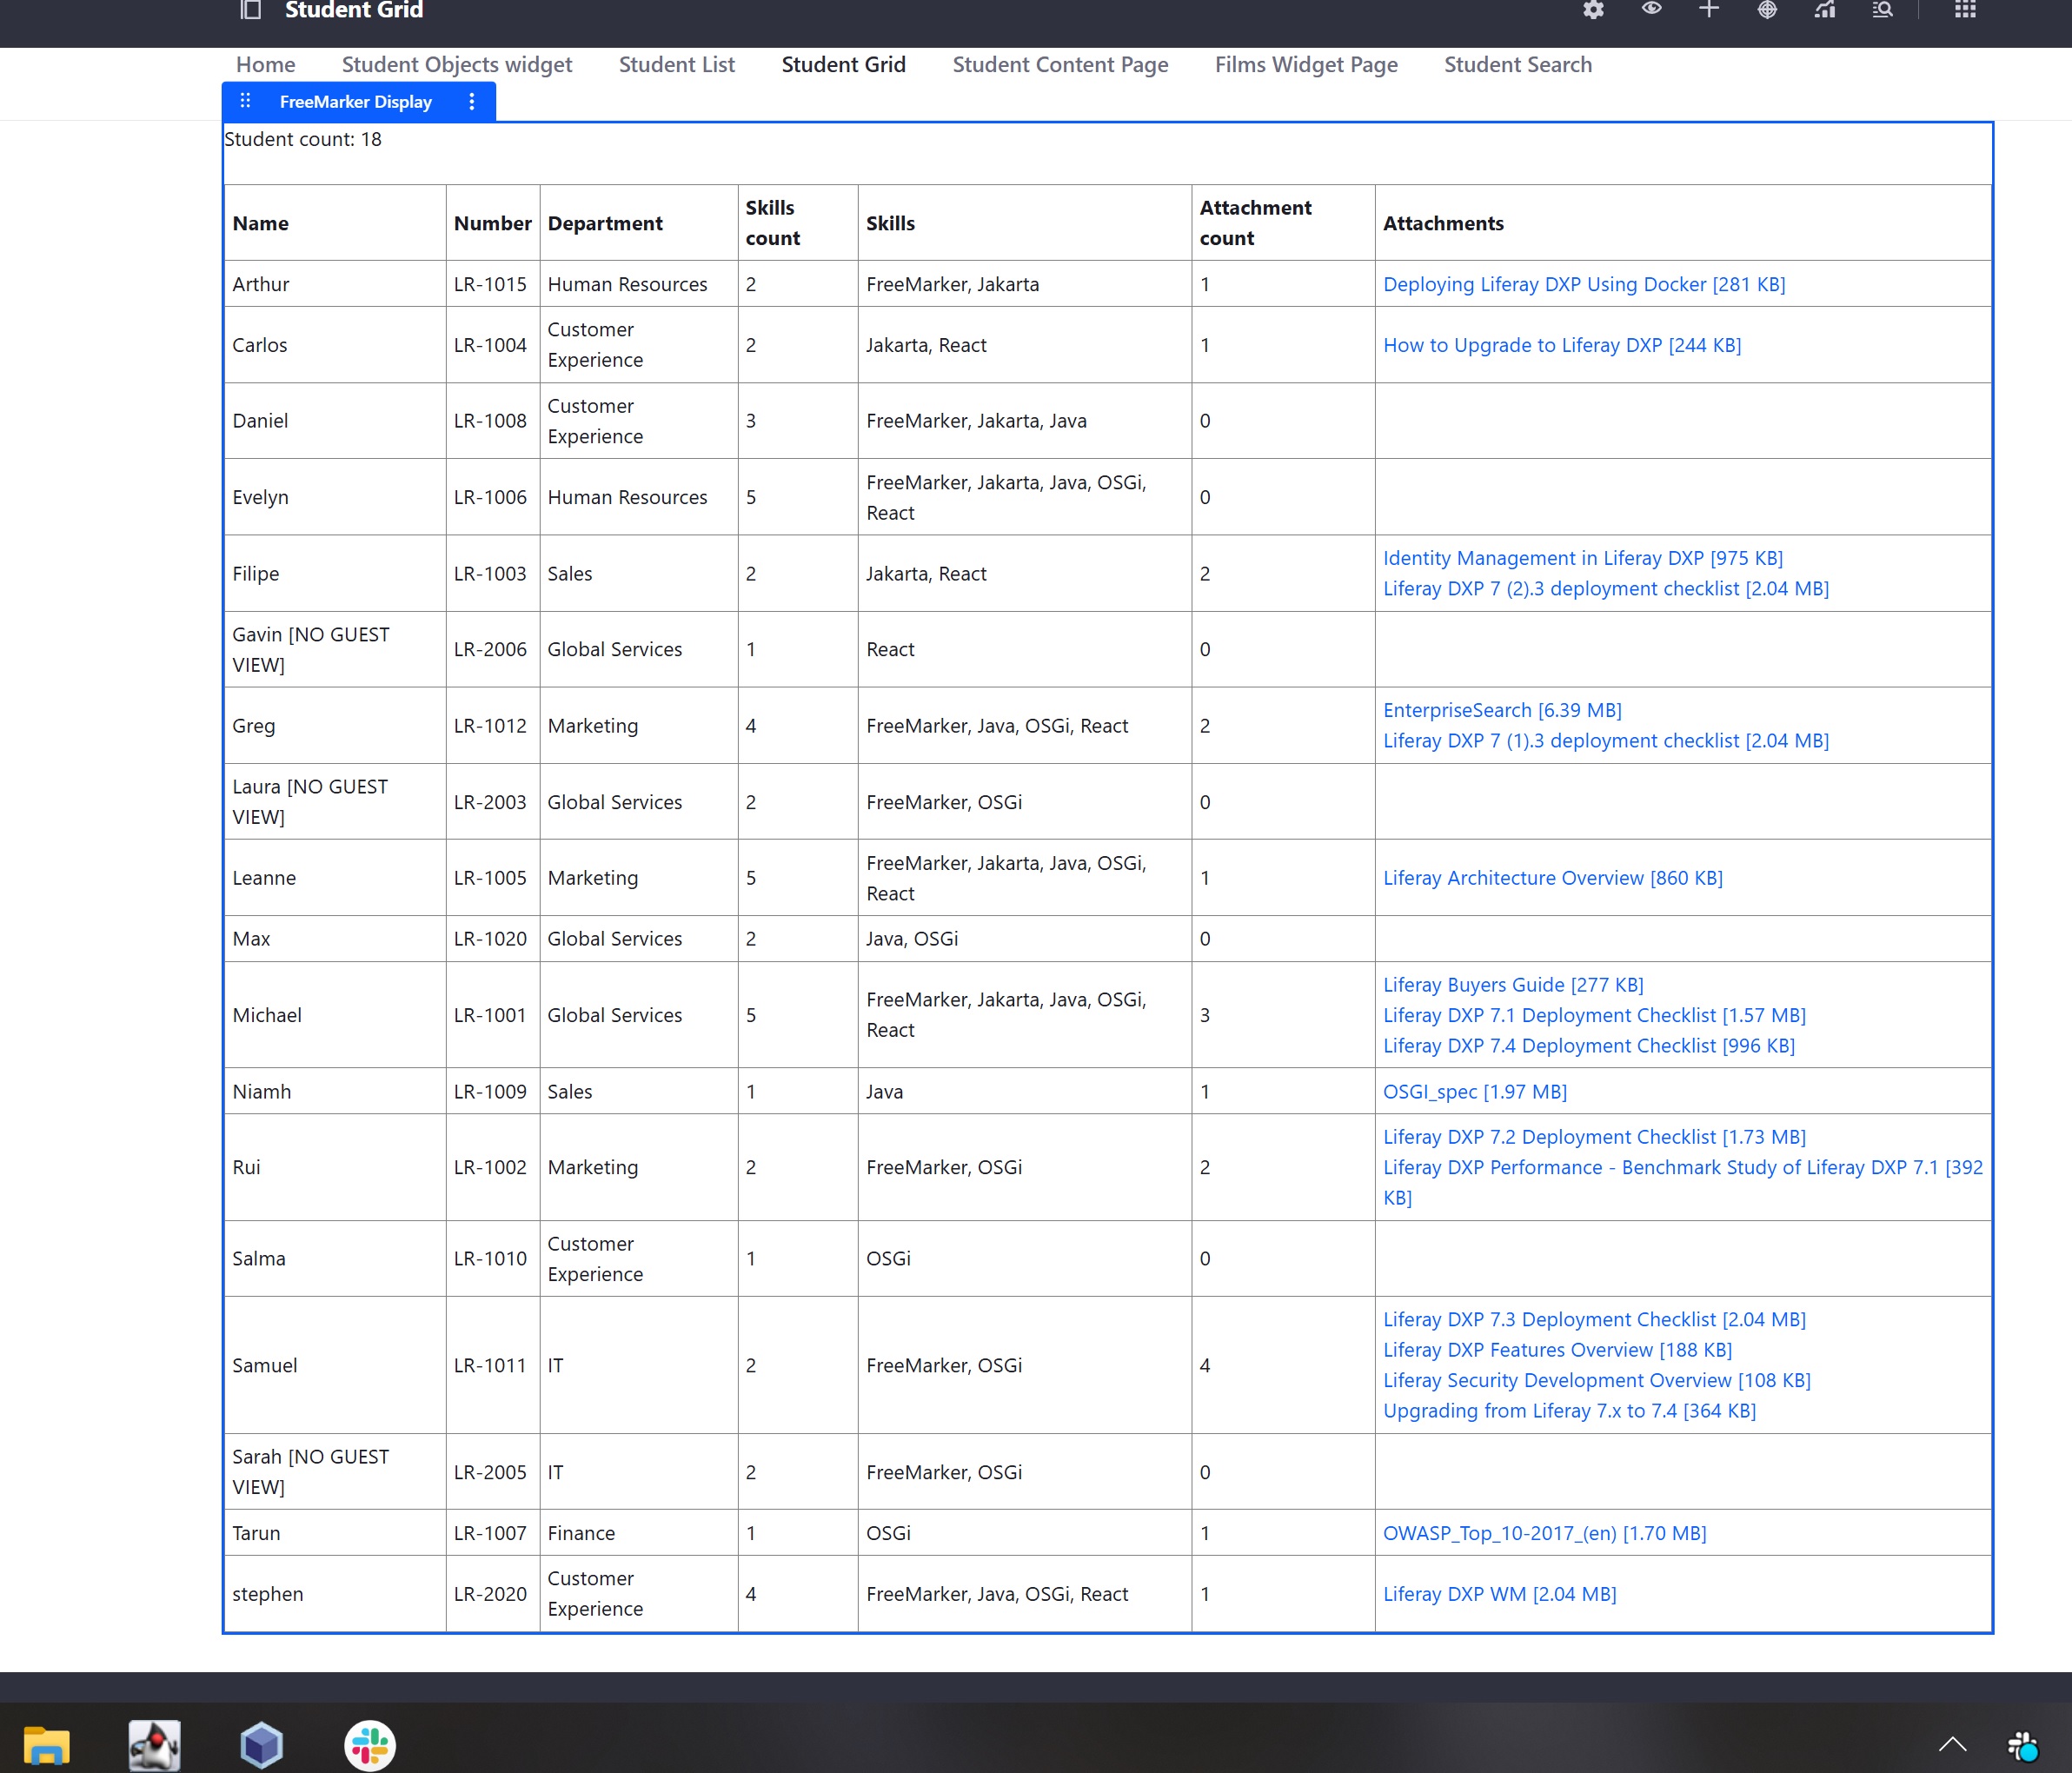 Student Grid
Home Student Objects widget Student List Student Grid Student Content Page Films Widget Page Student Search
FreeMarker Display
Student count: 18
Name Number Department Skills count Skills Attachment count Attachments
Arthur LR-1015 Human Resources 2 FreeMarker, Jakarta 1 Deploying Liferay DXP Using Docker [281 KB]
Carlos LR-1004 Customer Experience 2 Jakarta, React 1 How to Upgrade to Liferay DXP [244 KB]
Daniel LR-1008 Customer Experience 3 FreeMarker, Jakarta, Java 0
Evelyn LR-1006 Human Resources 5 FreeMarker, Jakarta, Java, OSGi, React 0
Filipe LR-1003 Sales 2 Jakarta, React 2 Identity Management in Liferay DXP [975 KB]
Liferay DXP 7 (2).3 deployment checklist [2.04 MB]
Gavin [NO GUEST VIEW] LR-2006 Global Services 1 React 0
Greg LR-1012 Marketing 4 FreeMarker, Java, OSGi, React 2 EnterpriseSearch [6.39 MB]
Liferay DXP 7 (1).3 deployment checklist [2.04 MB]
Laura [NO GUEST VIEW] LR-2003 Global Services 2 FreeMarker, OSGi 0
Leanne LR-1005 Marketing 5 FreeMarker, Jakarta, Java, OSGi, React 1 Liferay Architecture Overview [860 KB]
Max LR-1020 Global Services 2 Java, OSGi 0
Michael LR-1001 Global Services 5 FreeMarker, Jakarta, Java, OSGi, React 3 Liferay Buyers Guide [277 KB]
Liferay DXP 7.1 Deployment Checklist [1.57 MB]
Liferay DXP 7.4 Deployment Checklist [996 KB]
Niamh LR-1009 Sales 1 Java 1 OSGI_spec [1.97 MB]
Rui LR-1002 Marketing 2 FreeMarker, OSGi 2 Liferay DXP 7.2 Deployment Checklist [1.73 MB]
Liferay DXP Performance - Benchmark Study of Liferay DXP 7.1 [392 KB]
Salma LR-1010 Customer Experience 1 OSGi 0
Samuel LR-1011 IT 2 FreeMarker, OSGi 4 Liferay DXP 7.3 Deployment Checklist [2.04 MB]
Liferay DXP Features Overview [188 KB]
Liferay Security Development Overview [108 KB]
Upgrading from Liferay 7.x to 7.4 [364 KB]
Sarah [NO GUEST VIEW] LR-2005 IT 2 FreeMarker, OSGi 0
Tarun LR-1007 Finance 1 OSGi 1 OWASP_Top_10-2017_(en) [1.70 MB]
stephen LR-2020 Customer Experience 4 FreeMarker, Java, OSGi, React 1 Liferay DXP WM [2.04 MB]